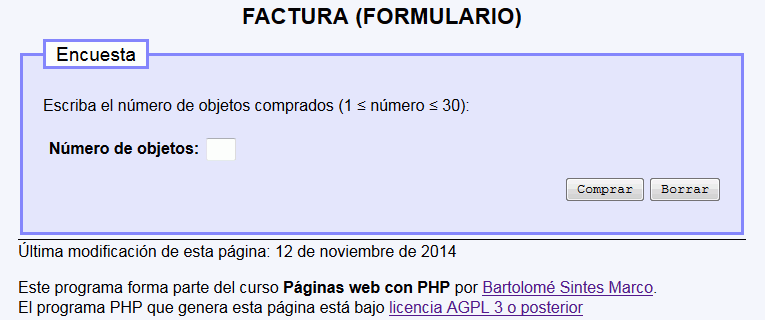 FACTURA (FORMULARIO)
Encuesta
Escriba el número de objetos comprados (1 ≤ número ≤ 30):
Número de objetos:
Comprar Borrar
Última modificación de esta página: 12 de noviembre de 2014
Este programa forma parte del curso Páginas web con PHP por Bartolomé Sintes Marco.
El programa PHP que genera esta página está bajo licencia AGPL 3 o posterior